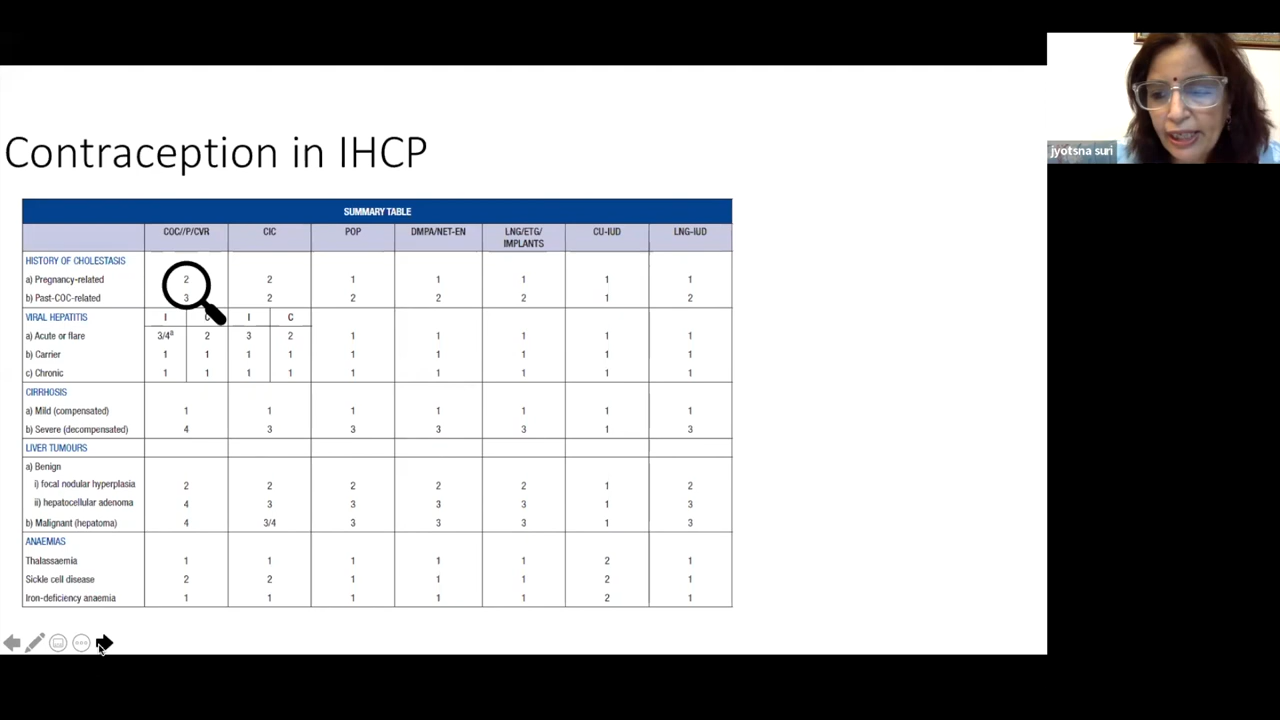 jyotsna suri
Contraception in IHCP
SUMMARY TABLE
COC//P/CVR CIC POP DMPA/NET-EN LNG/ETG/ IMPLANTS CU-IUD LNG-IUD
HISTORY OF CHOLESTASIS
a) Pregnancy-related 2 2 1 1 1 1 1
b) Past-COC-related 3 2 2 2 2 1 2
VIRAL HEPATITIS I C I C
a) Acute or flare 3/4ª 2 3 2 1 1 1 1 1
b) Carrier 1 1 1 1 1 1 1 1 1
c) Chronic 1 1 1 1 1 1 1 1 1
CIRRHOSIS
a) Mild (compensated) 1 1 1 1 1 1 1
b) Severe (decompensated) 4 3 3 3 3 1 3
LIVER TUMOURS
a) Benign
i) focal nodular hyperplasia 2 2 2 2 2 1 2
ii) hepatocellular adenoma 4 3 3 3 3 1 3
b) Malignant (hepatoma) 4 3/4 3 3 3 1 3
ANAEMIAS
Thalassaemia 1 1 1 1 1 2 1
Sickle cell disease 2 2 1 1 1 2 1
Iron-deficiency anaemia 1 1 1 1 1 2 1